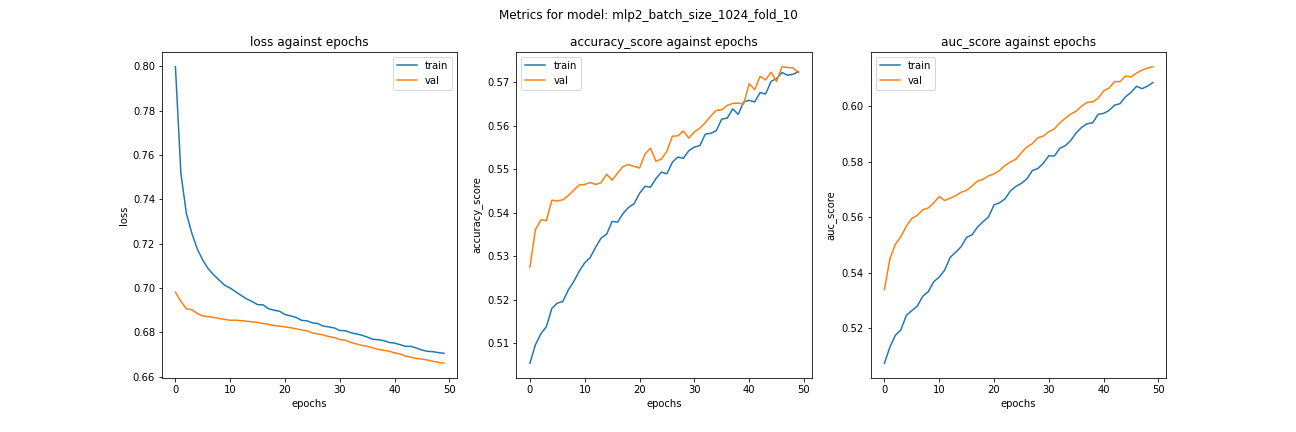 Metrics for model: mlp2_batch_size_1024_fold_10
loss against epochs
accuracy_score against epochs
auc_score against epochs
train
val
train
val
train
val
0.80
0.78
0.76
0.74
0.72
0.70
0.68
0.66
loss
0 10 20 30 40 50
epochs
0.57
0.56
0.55
0.54
0.53
0.52
0.51
accuracy_score
0 10 20 30 40 50
epochs
0.60
0.58
0.56
0.54
0.52
auc_score
0 10 20 30 40 50
epochs